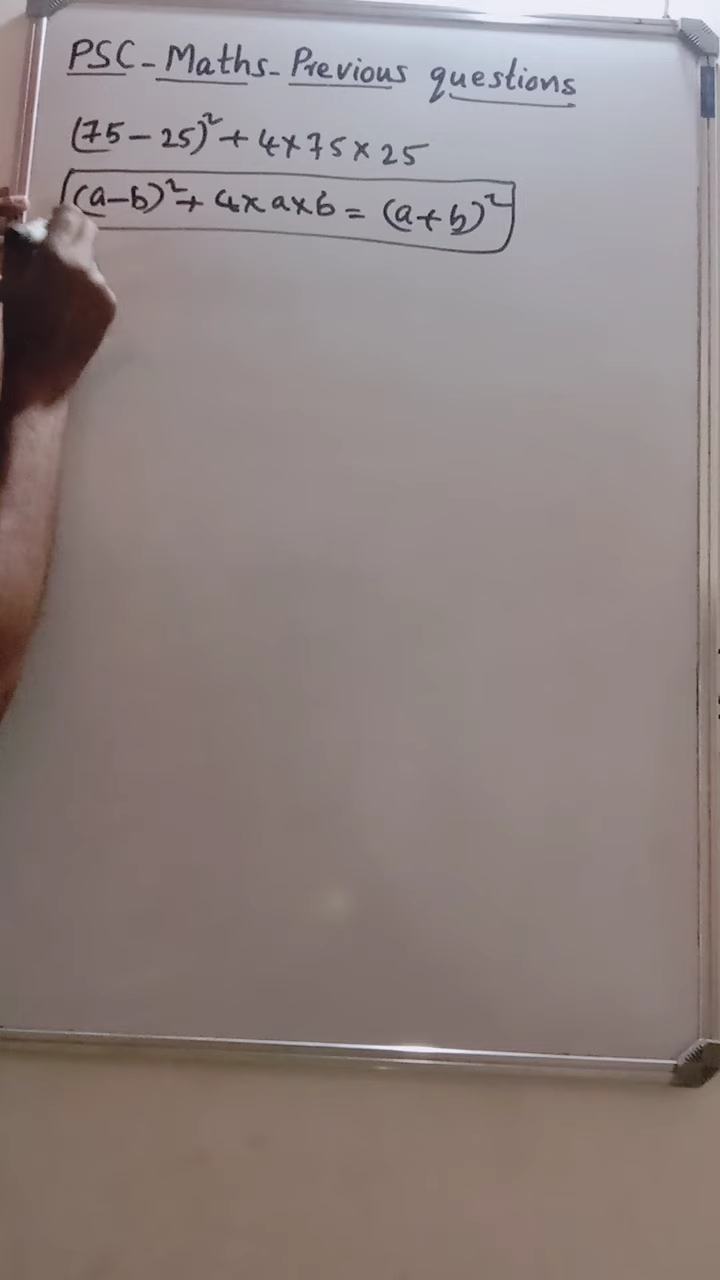 PSC - Maths - Previous questions
(75 - 25)² + 4 × 75 × 25
(a-b)² + 4 × a × b = (a + b)²